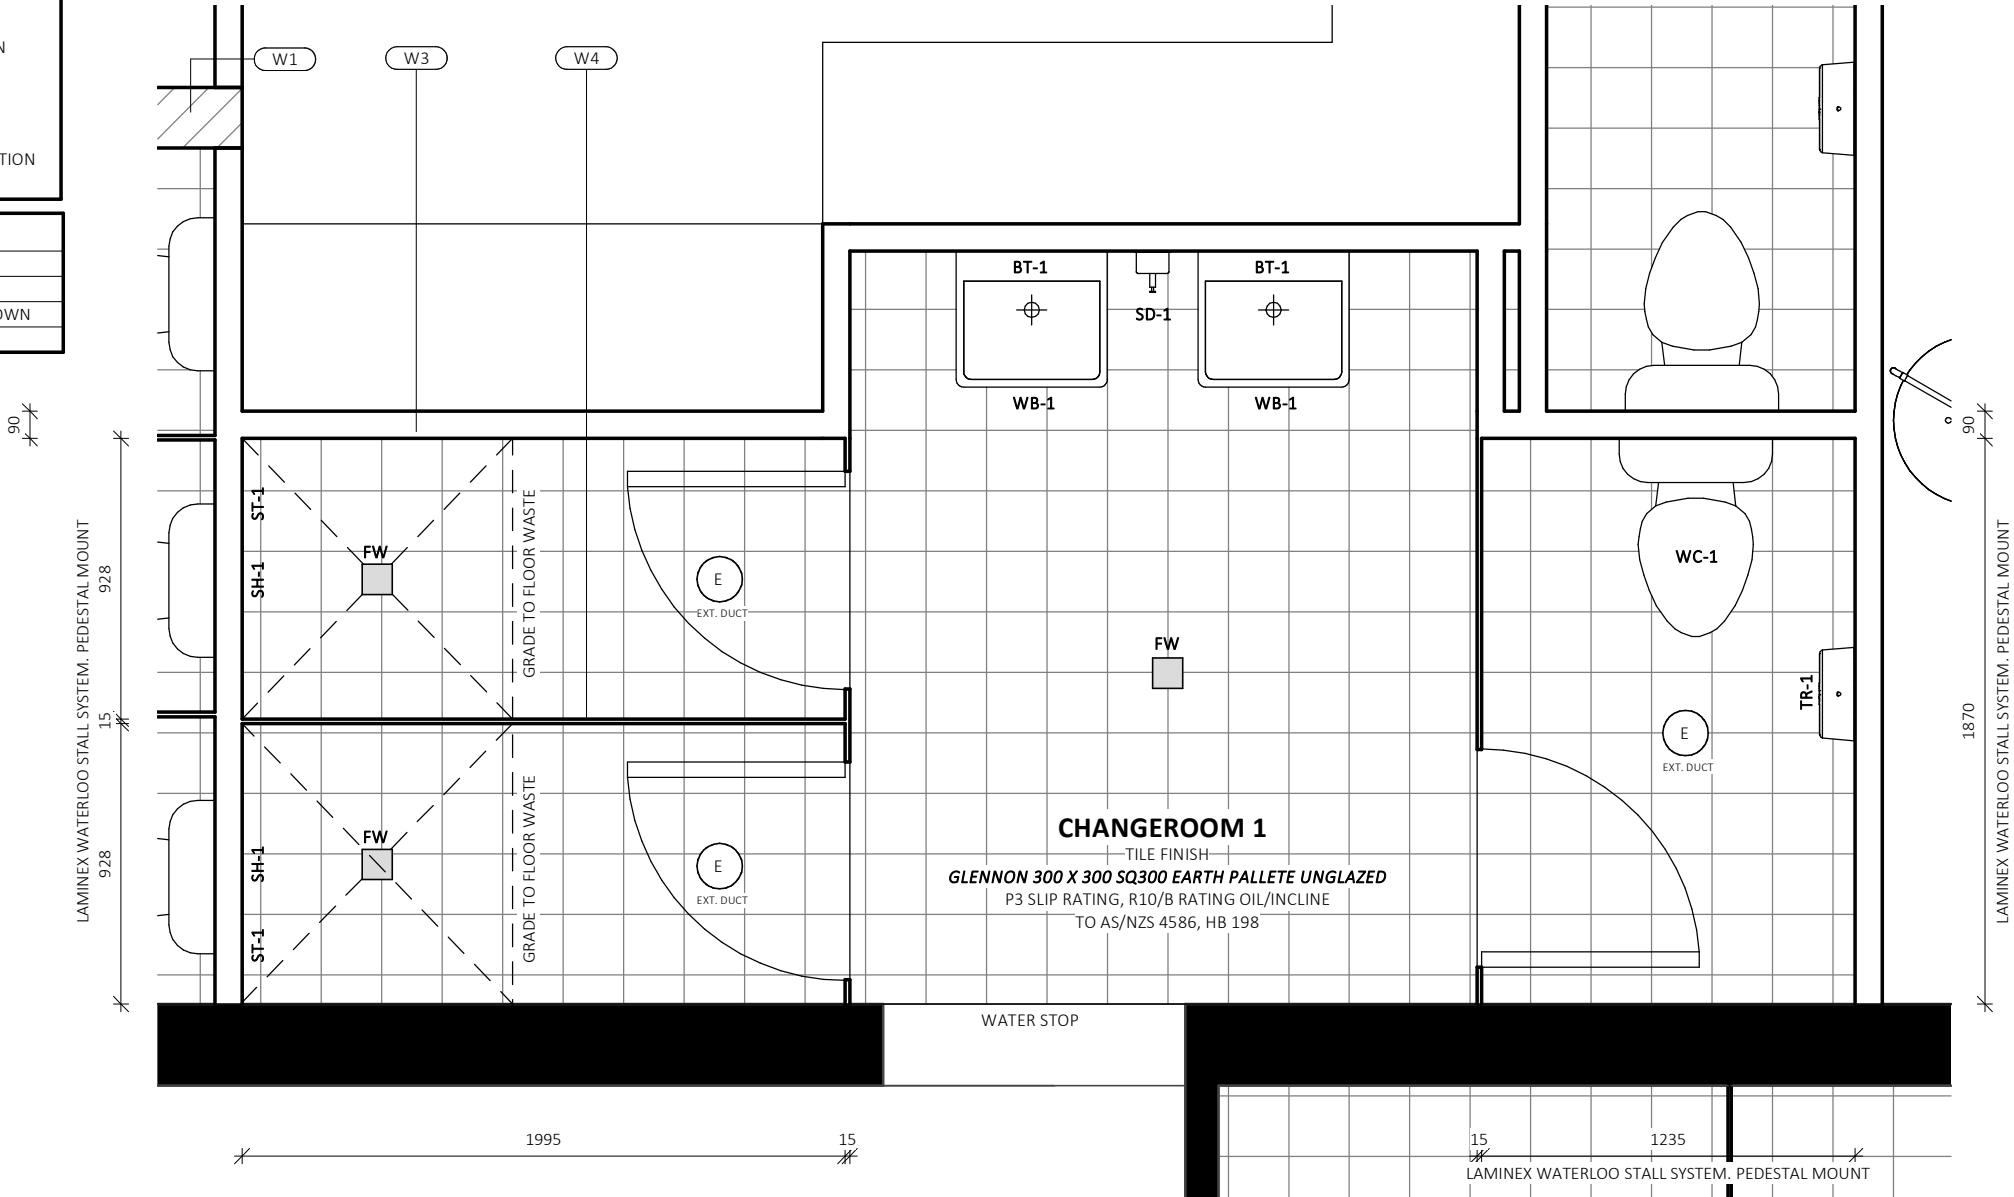 N
TION
OWN
W1
W3
W4
BT-1
BT-1
SD-1
WB-1
WB-1
90
90
LAMINEX WATERLOO STALL SYSTEM. PEDESTAL MOUNT
928
15
928
ST-1
SH-1
FW
GRADE TO FLOOR WASTE
E
EXT. DUCT
FW
WC-1
TR-1
E
EXT. DUCT
1870
LAMINEX WATERLOO STALL SYSTEM. PEDESTAL MOUNT
SH-1
ST-1
FW
GRADE TO FLOOR WASTE
E
EXT. DUCT
CHANGEROOM 1
TILE FINISH
GLENNON 300 X 300 SQ300 EARTH PALLETE UNGLAZED
P3 SLIP RATING, R10/B RATING OIL/INCLINE
TO AS/NZS 4586, HB 198
WATER STOP
1995
15
15
1235
LAMINEX WATERLOO STALL SYSTEM. PEDESTAL MOUNT